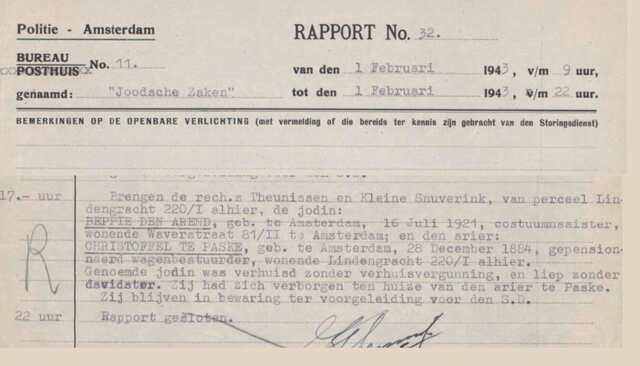 Politie - Amsterdam
RAPPORT No. 32.
BUREAU
POSTHUIS No. 11.
van den 1 Februari 1943, v/m 9 uur,
genaamd: "Joodsche Zaken"
tot den 1 Februari 1943, v/m 22 uur.
BEMERKINGEN OP DE OPENBARE VERLICHTING (met vermelding of die bereids ter kennis zijn gebracht van den Storingsdienst)
17.- uur Brengen de rech.s Theunissen en Kleine Snuverink, van perceel Lin-
dengracht 220/I alhier, de jodin:
BEPPIE DEN AREND, geb. te Amsterdam, 16 Juli 1921, costuumnaaister,
wonende Waverstraat 81/II te Amsterdam; en den arier:
CHRISTOFFEL TE PASKE, geb. te Amsterdam, 28 December 1884, gepension-
neerd wagenbestuurder, wonende Lindengracht 220/I alhier.
R
Genoemde jodin was verhuisd zonder verhuisvergunning, en liep zonder
davidster. Zij had zich verborgen ten huize van den arier te Paske.
Zij blijven in bewaring ter voorgeleiding voor den S.D.
22 uur Rapport gesloten.